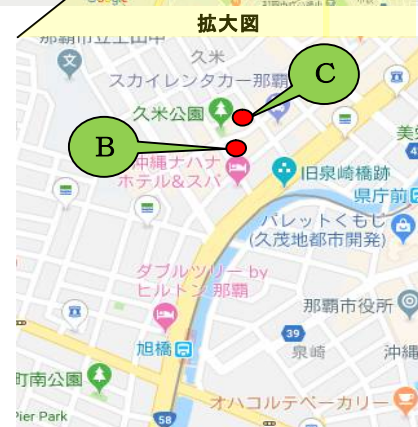 拡大図
那覇市立上山中
久米
スカイレンタカー那覇
久米公園
C
B
沖縄ナハナ
ホテル&スパ
旧泉崎橋跡
県庁前
パレットくもじ
(久茂地都市開発)
ダブルツリー by
ヒルトン 那覇
那覇市役所
39
旭橋
泉崎
沖縄
町南公園
オハコルテベーカリー
Pier Park
58